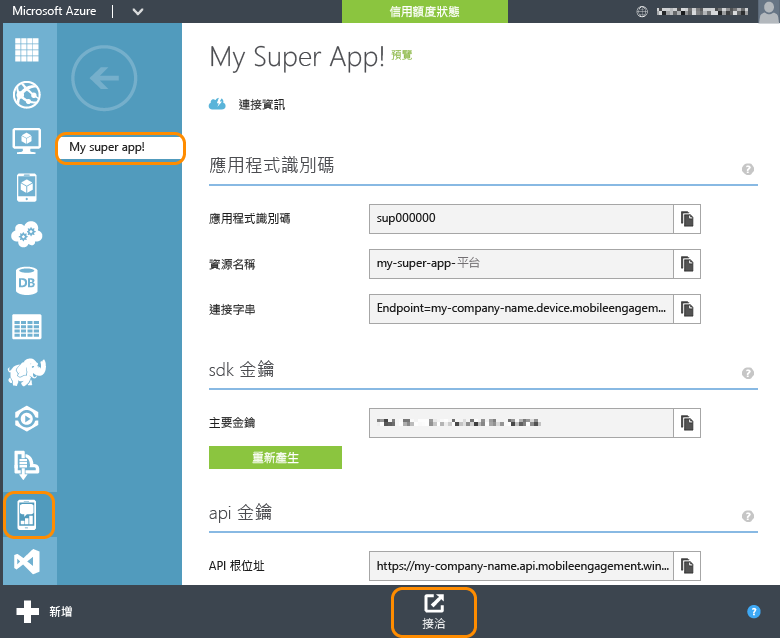 Microsoft Azure
信用額度狀態
My super app!
My Super App! 預覽
連接資訊
應用程式識別碼
應用程式識別碼 sup000000
資源名稱 my-super-app-平台
連接字串 Endpoint=my-company-name.device.mobileengagem...
sdk 金鑰
主要金鑰
重新產生
api 金鑰
API 根位址 https://my-company-name.api.mobileengagement.win...
DB
新增
接洽